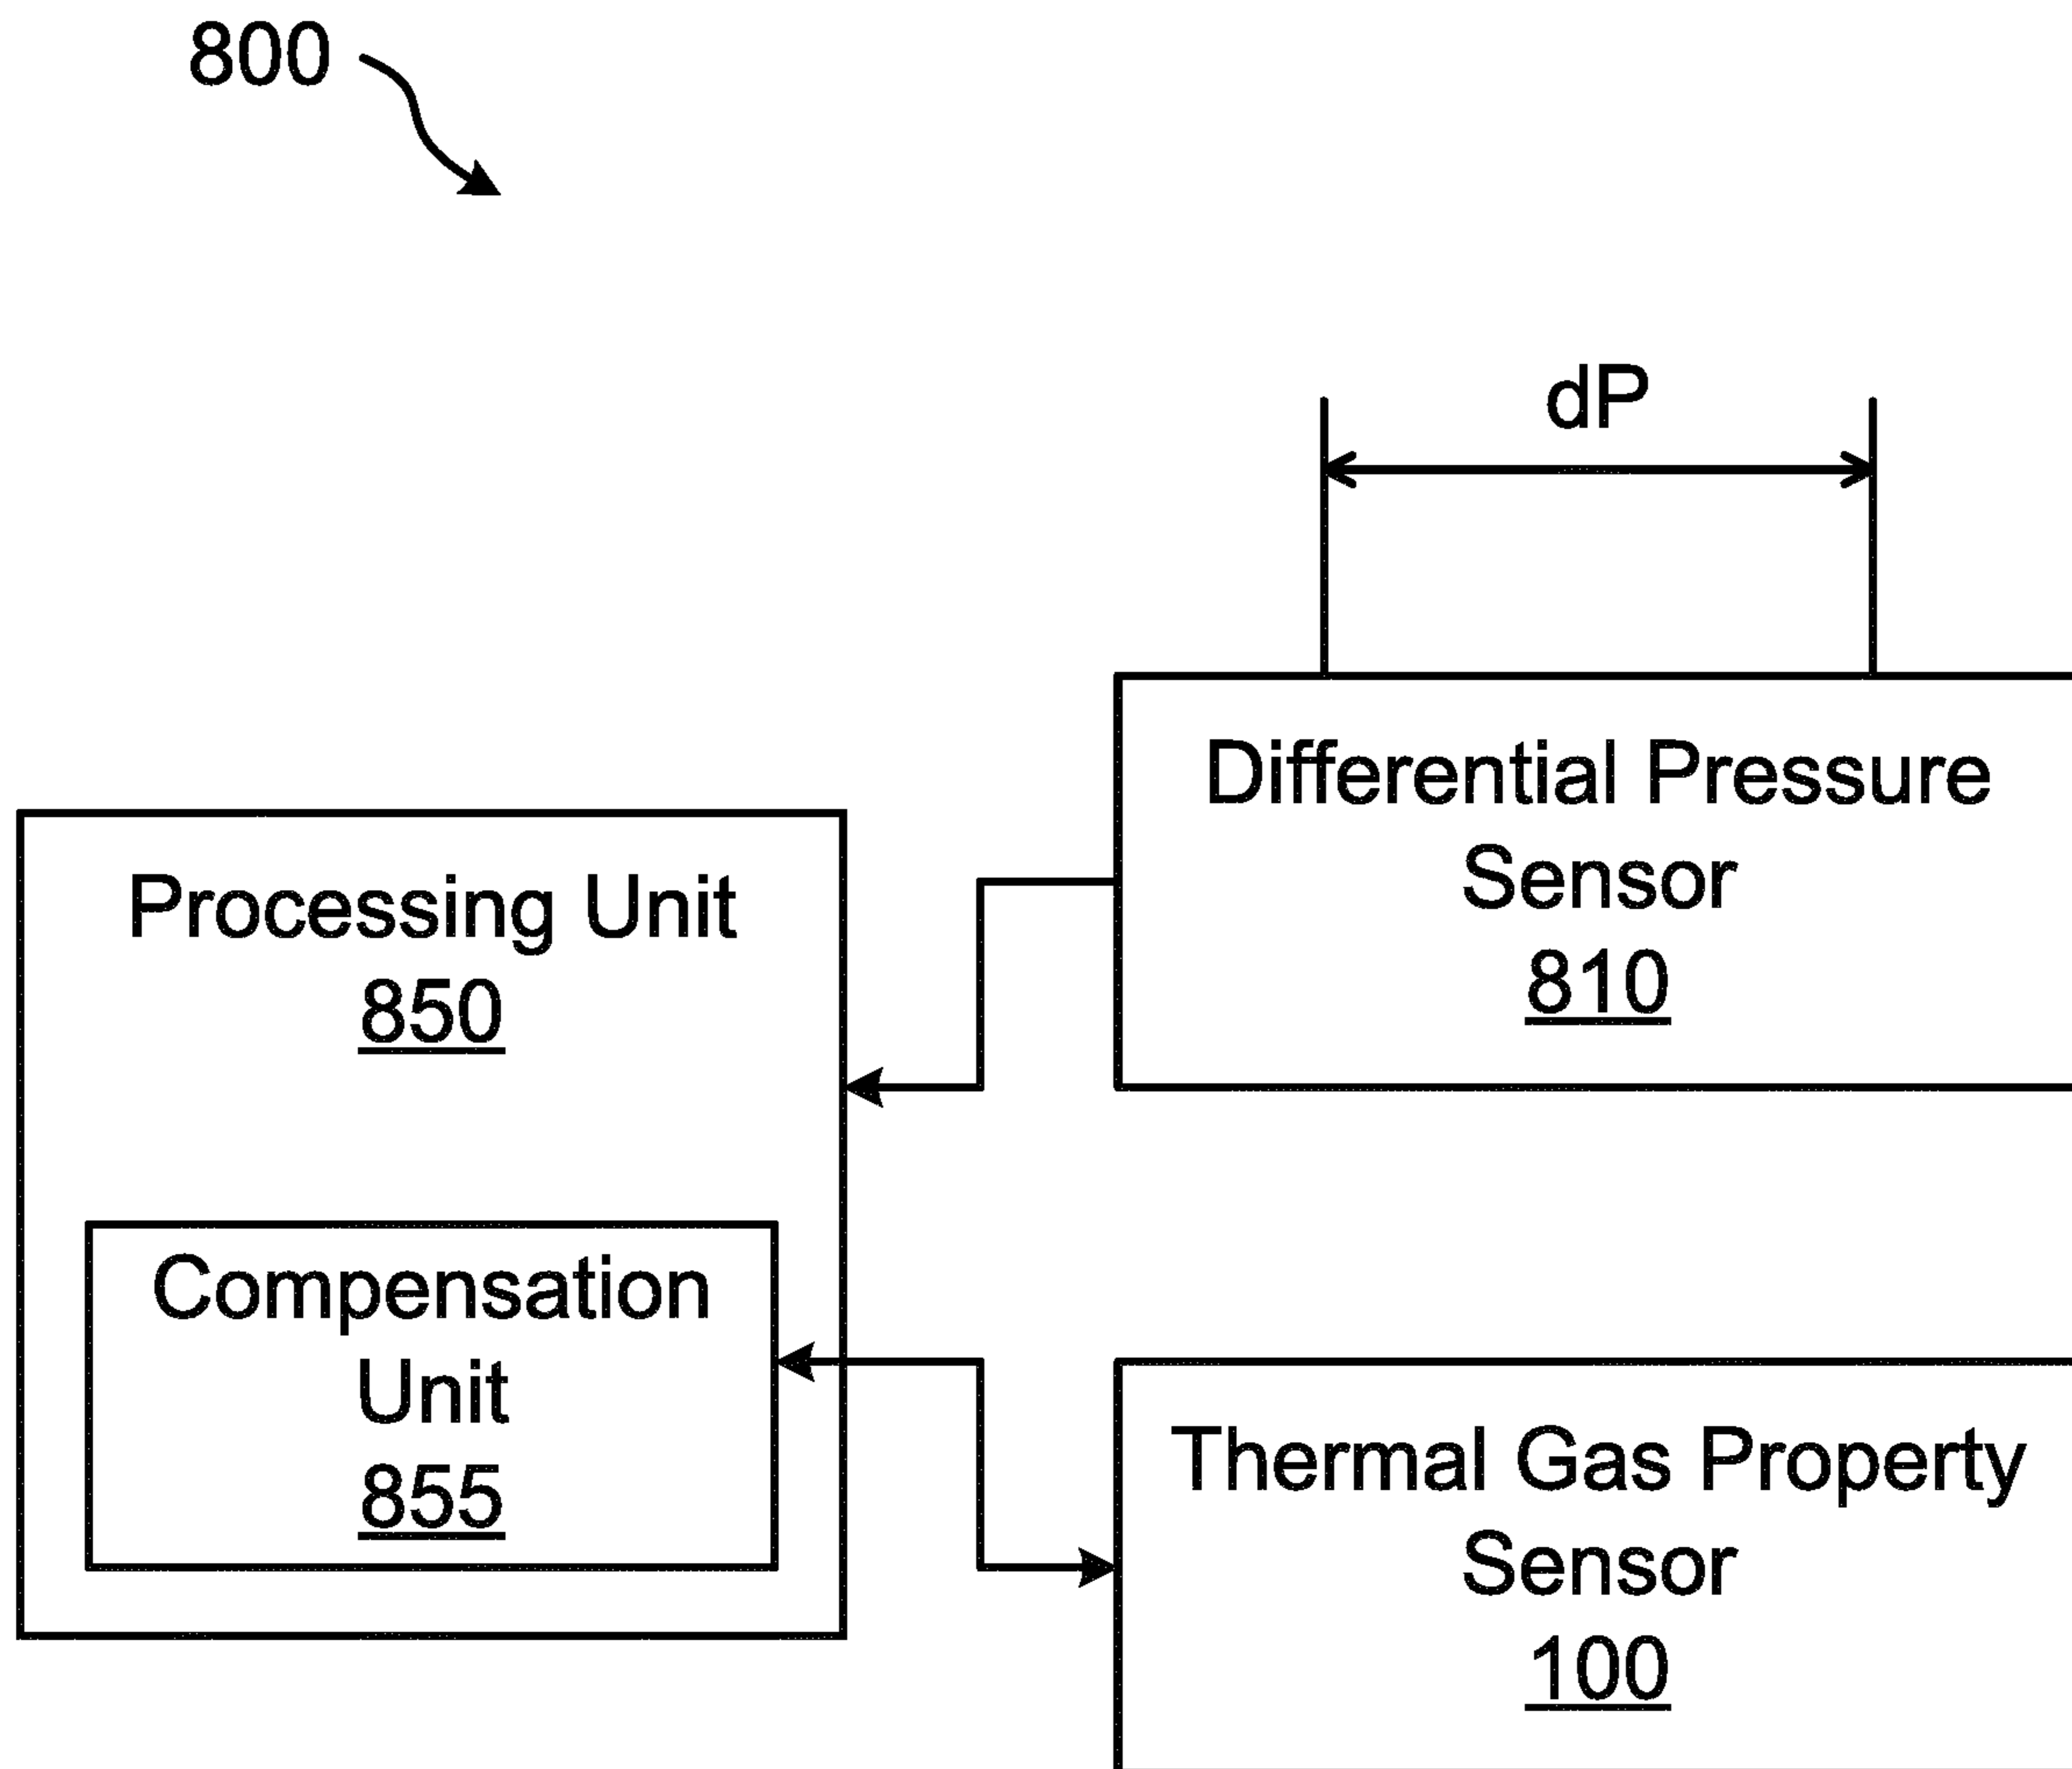 800
dP
Differential Pressure
Sensor
810
Processing Unit
850
Compensation
Unit
855
Thermal Gas Property
Sensor
100